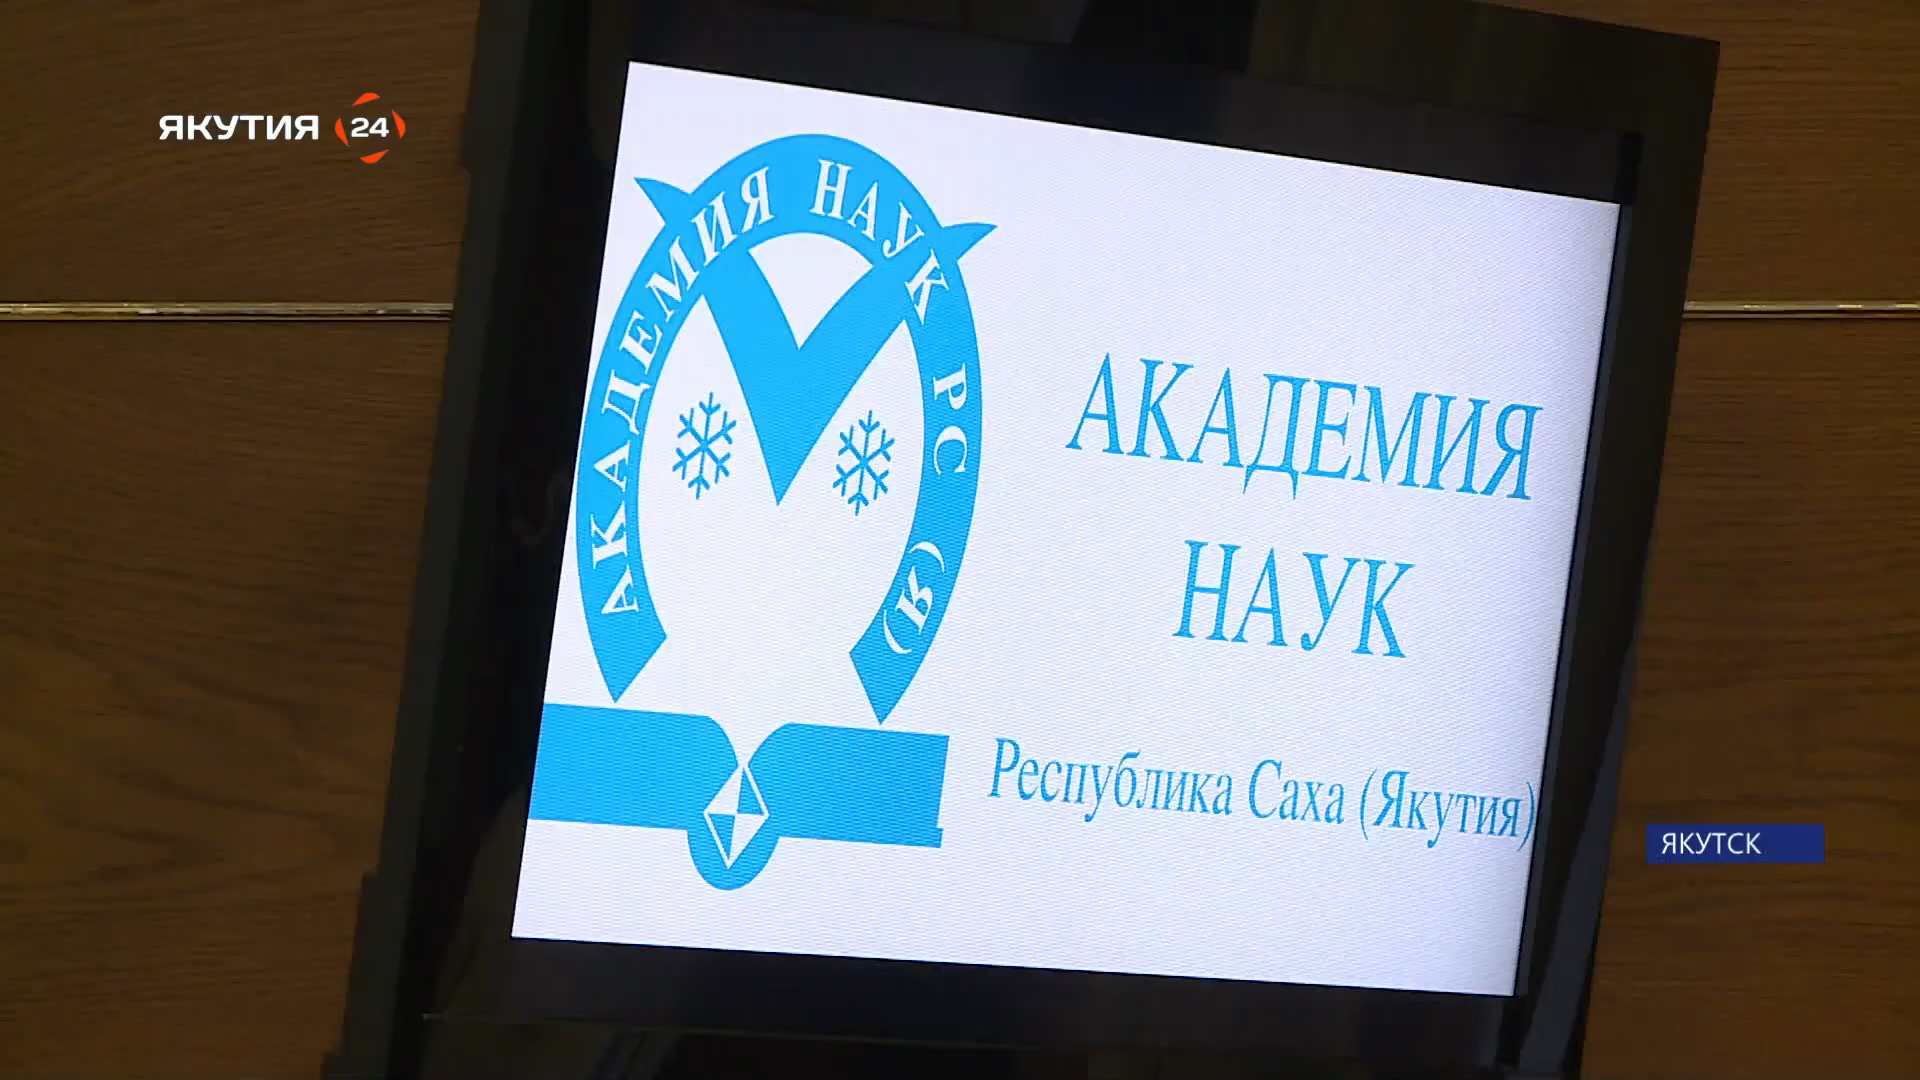 ЯКУТИЯ 24
АКАДЕМИЯ НАУК РС (Я)
АКАДЕМИЯ
НАУК
Республика Саха (Якутия)
ЯКУТСК